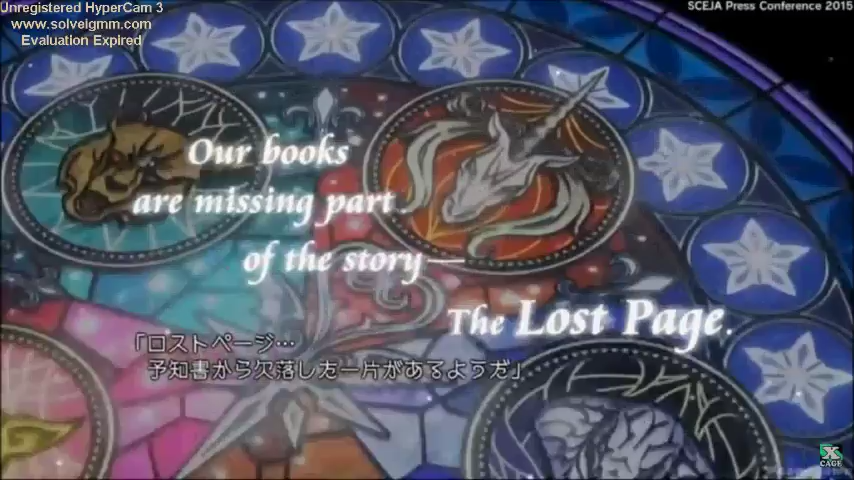 Unregistered HyperCam 3
www.solveigmm.com
Evaluation Expired
SCEJA Press Conference 2015
Our books
are missing part
of the story—
The Lost Page.
「ロストページ…
予知書から欠落した一片があるようだ」
X
CAGE